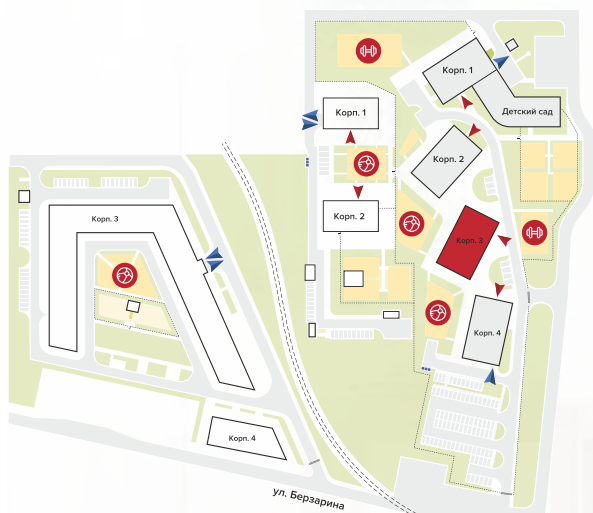 Корп. 1
Детский сад
Корп. 1
Корп. 2
Корп. 2
Корп. 3
Корп. 3
Корп. 4
Корп. 4
ул. Берзарина